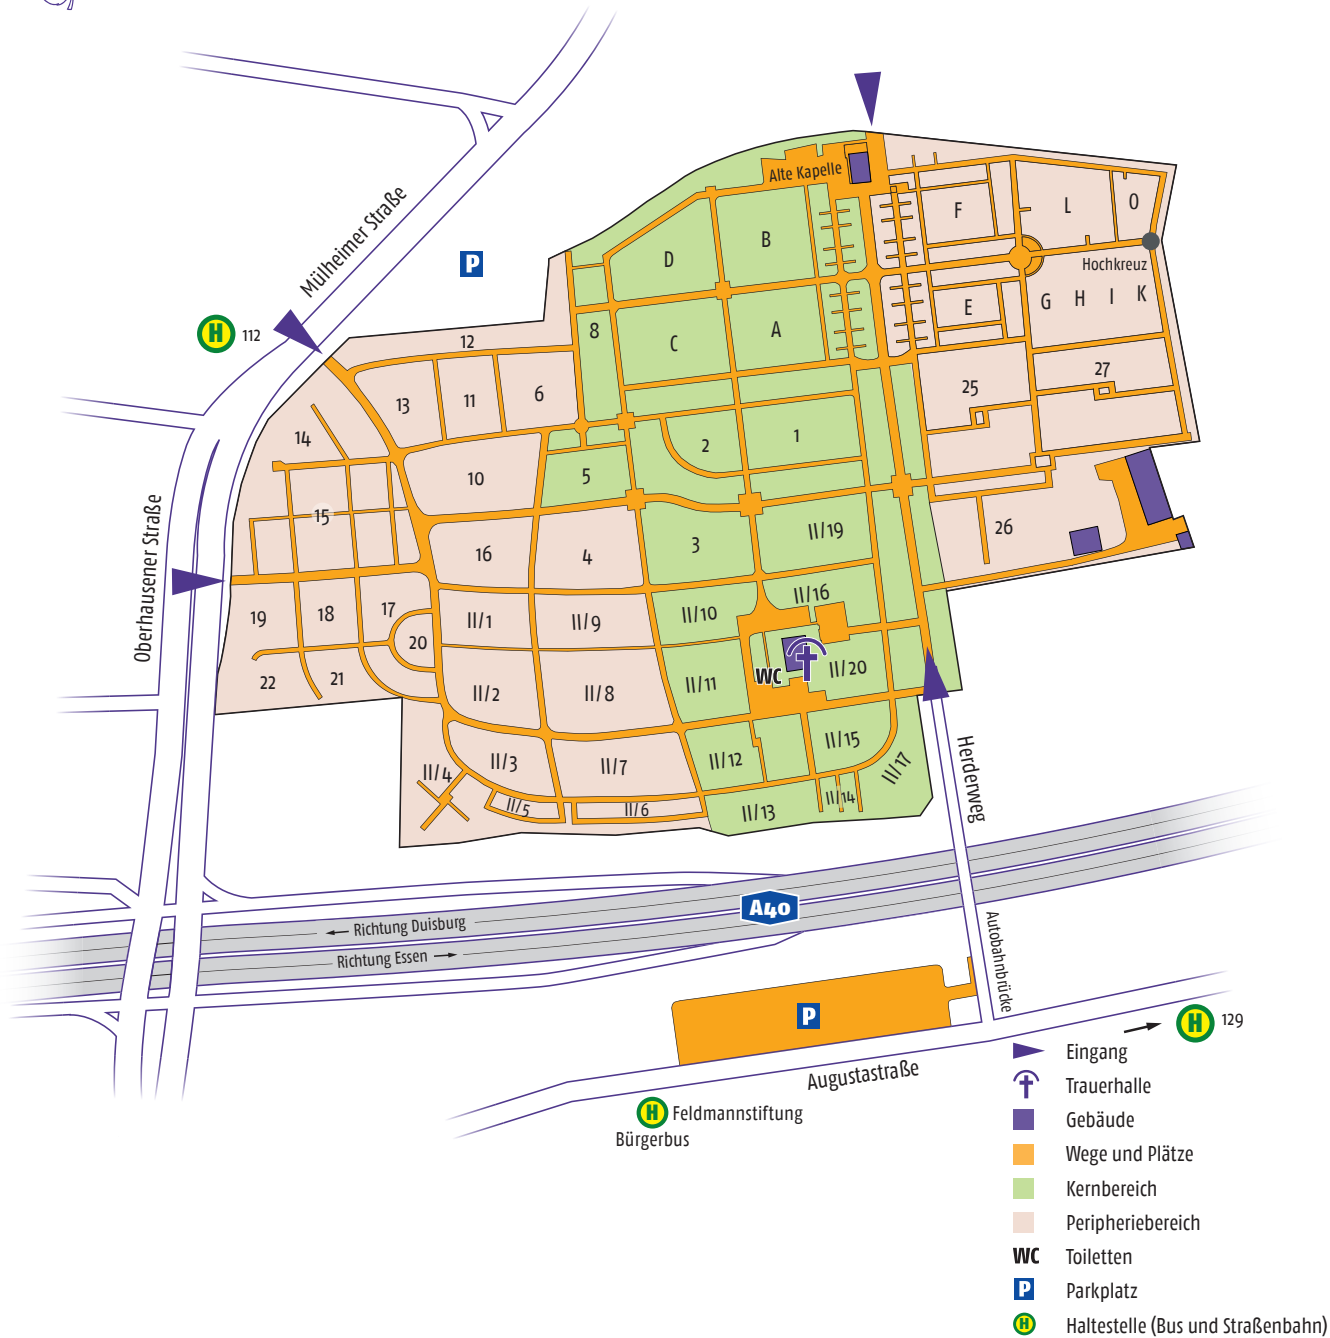 Mülheimer Straße
P
H 112
Oberhausener Straße
Alte Kapelle
F
L
O
Hochkreuz
B
D
E
G H I K
8
C
A
12
27
25
13
11
6
14
2
1
10
5
15
26
16
4
3
II/19
19
18
17
20
II/1
II/9
II/10
II/16
22
21
II/2
II/8
II/11
WC
II/20
II/4
II/3
II/7
II/12
II/15
II/17
II/5
II/6
II/13
II/14
Herderweg
A40
Richtung Duisburg
Richtung Essen
Autobahnbrücke
P
H 129
Augustastraße
H Feldmannstiftung
Bürgerbus
Eingang
Trauerhalle
Gebäude
Wege und Plätze
Kernbereich
Peripheriebereich
WC Toiletten
P Parkplatz
H Haltestelle (Bus und Straßenbahn)